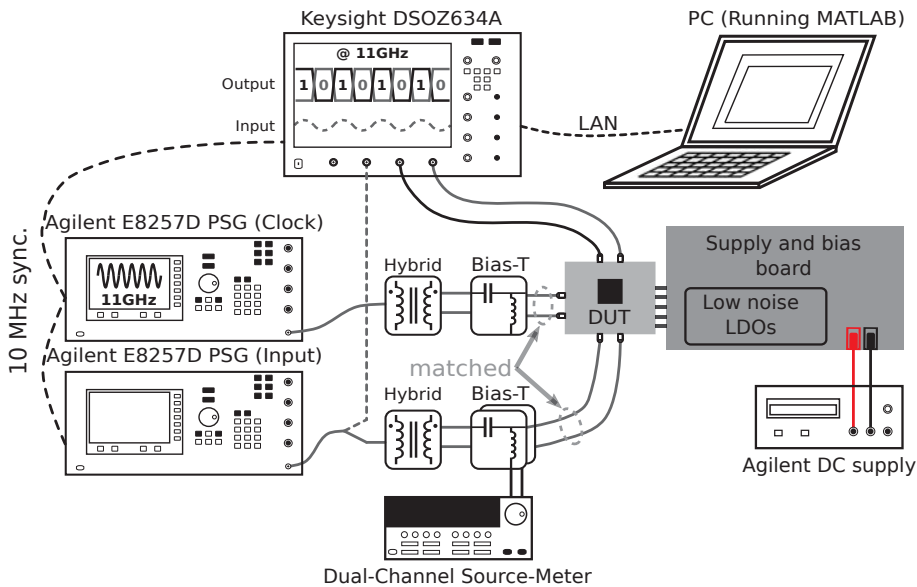 Keysight DSOZ634A
PC (Running MATLAB)
@ 11GHz
Output
1 0 1 0 1 0 1 0
Input
LAN
10 MHz sync.
Agilent E8257D PSG (Clock)
11GHz
Hybrid
Bias-T
Supply and bias
board
Low noise
LDOs
DUT
Agilent E8257D PSG (Input)
matched
Hybrid
Bias-T
Agilent DC supply
Dual-Channel Source-Meter